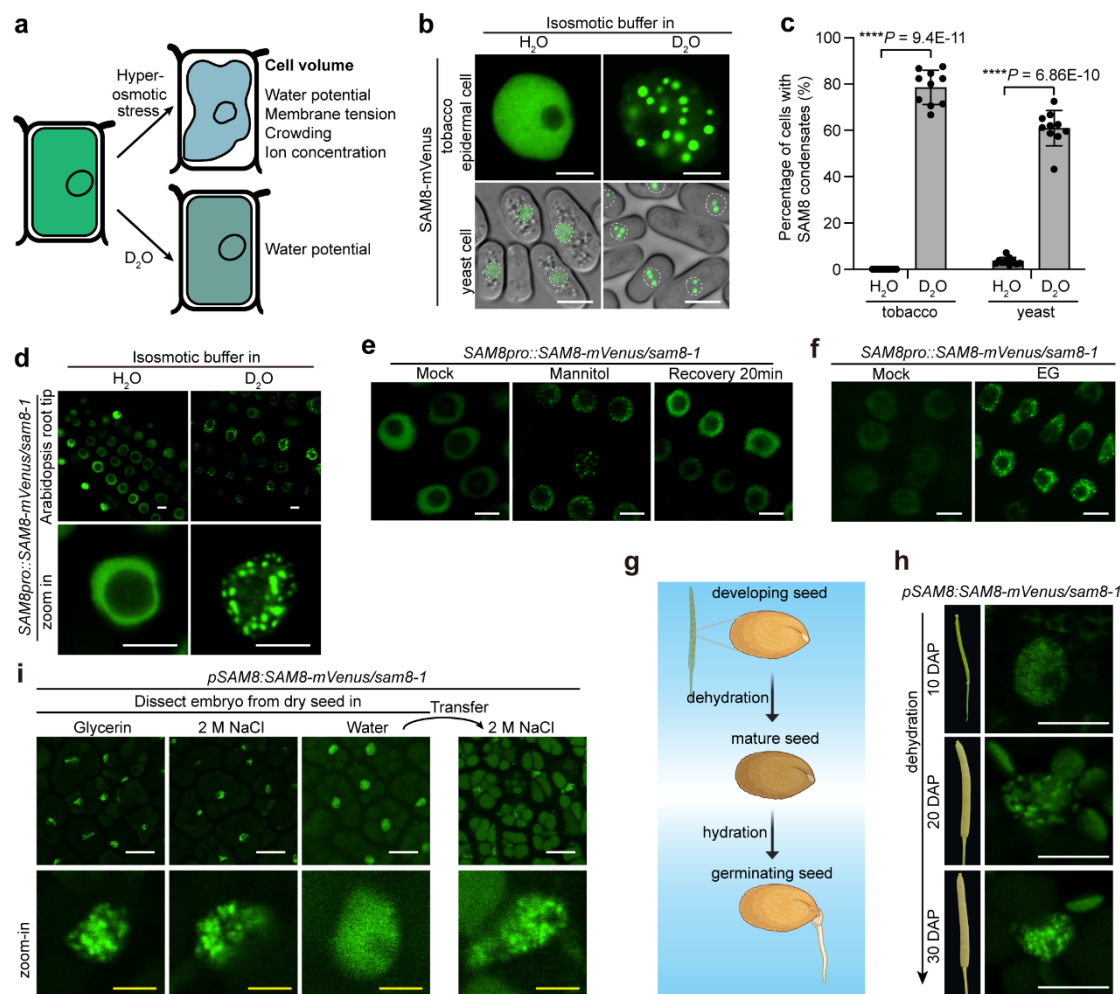 a
Hyper-
osmotic
stress
D₂O
Cell volume
Water potential
Membrane tension
Crowding
Ion concentration
Water potential
b
Isosmotic buffer in
H₂O
D₂O
SAM8-mVenus
tobacco
epidermal cell
yeast cell
c
Percentage of cells with
SAM8 condensates (%)
100
80
60
40
20
0
****P = 9.4E-11
****P = 6.86E-10
H₂O
D₂O
H₂O
D₂O
tobacco
yeast
d
Isosmotic buffer in
H₂O
D₂O
SAM8pro::SAM8-mVenus/sam8-1
Arabidopsis root tip
zoom in
e
SAM8pro::SAM8-mVenus/sam8-1
Mock
Mannitol
Recovery 20min
f
SAM8pro::SAM8-mVenus/sam8-1
Mock
EG
g
developing seed
dehydration
mature seed
hydration
germinating seed
h
pSAM8:SAM8-mVenus/sam8-1
dehydration
10 DAP
20 DAP
30 DAP
i
pSAM8:SAM8-mVenus/sam8-1
Dissect embryo from dry seed in
Transfer
Glycerin
2 M NaCl
Water
2 M NaCl
zoom-in